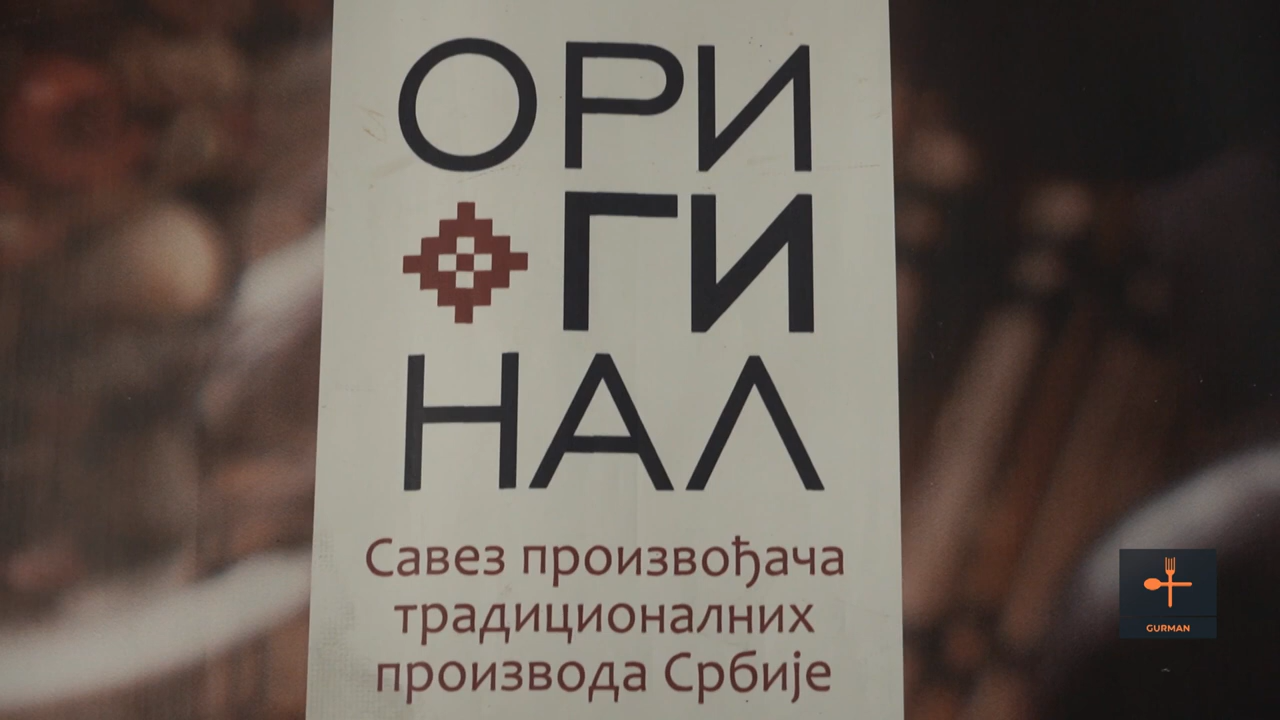 ОРИ
ГИ
НАЛ
Савез произвођача
традиционалних
производа Србије
GURMAN